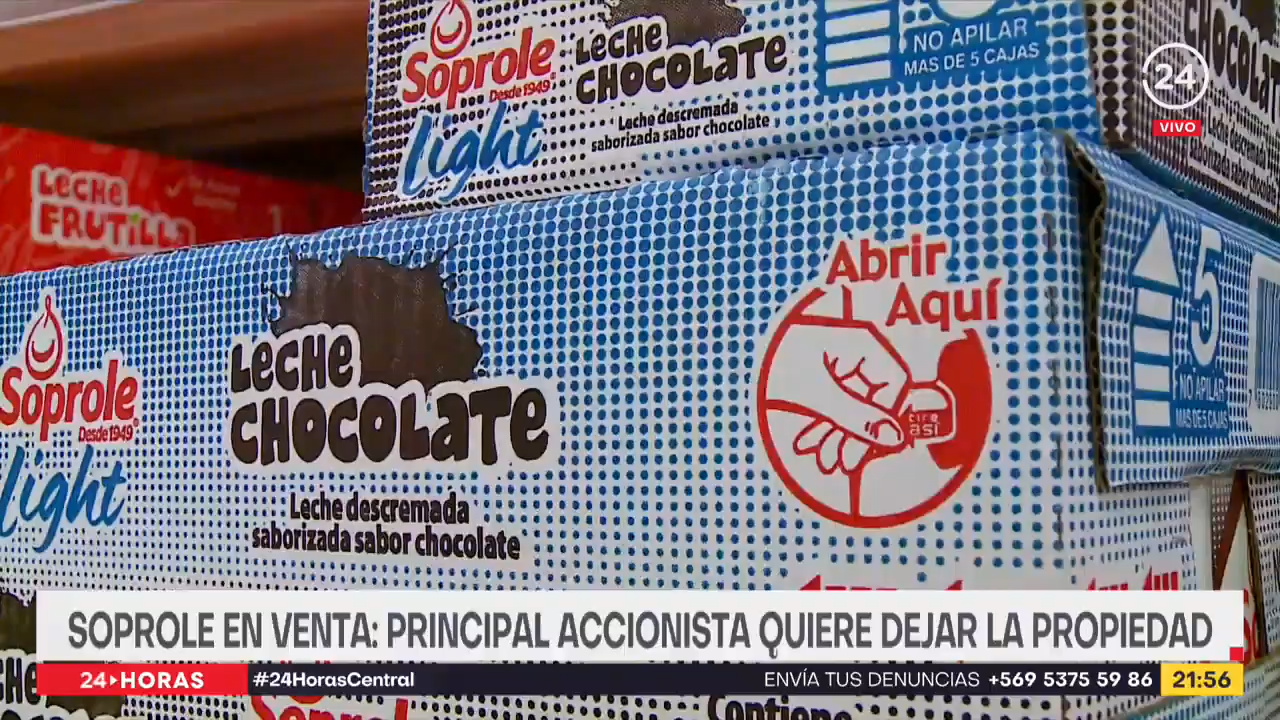 Soprole
Desde 1949
Light
LECHE
CHOCOLATE
Leche descremada
saborizada sabor chocolate
NO APILAR
MAS DE 5 CAJAS
24
VIVO
LECHE
FRUTILLA
Soprole
Desde 1949
Light
LECHE
CHOCOLATE
Leche descremada
saborizada sabor chocolate
Abrir
Aquí
tire
así
5
NO APILAR
MAS DE 5 CAJAS
SOPROLE EN VENTA: PRINCIPAL ACCIONISTA QUIERE DEJAR LA PROPIEDAD
24 HORAS
#24HorasCentral
ENVÍA TUS DENUNCIAS +569 5375 59 86
21:56
Soprole
Contiene